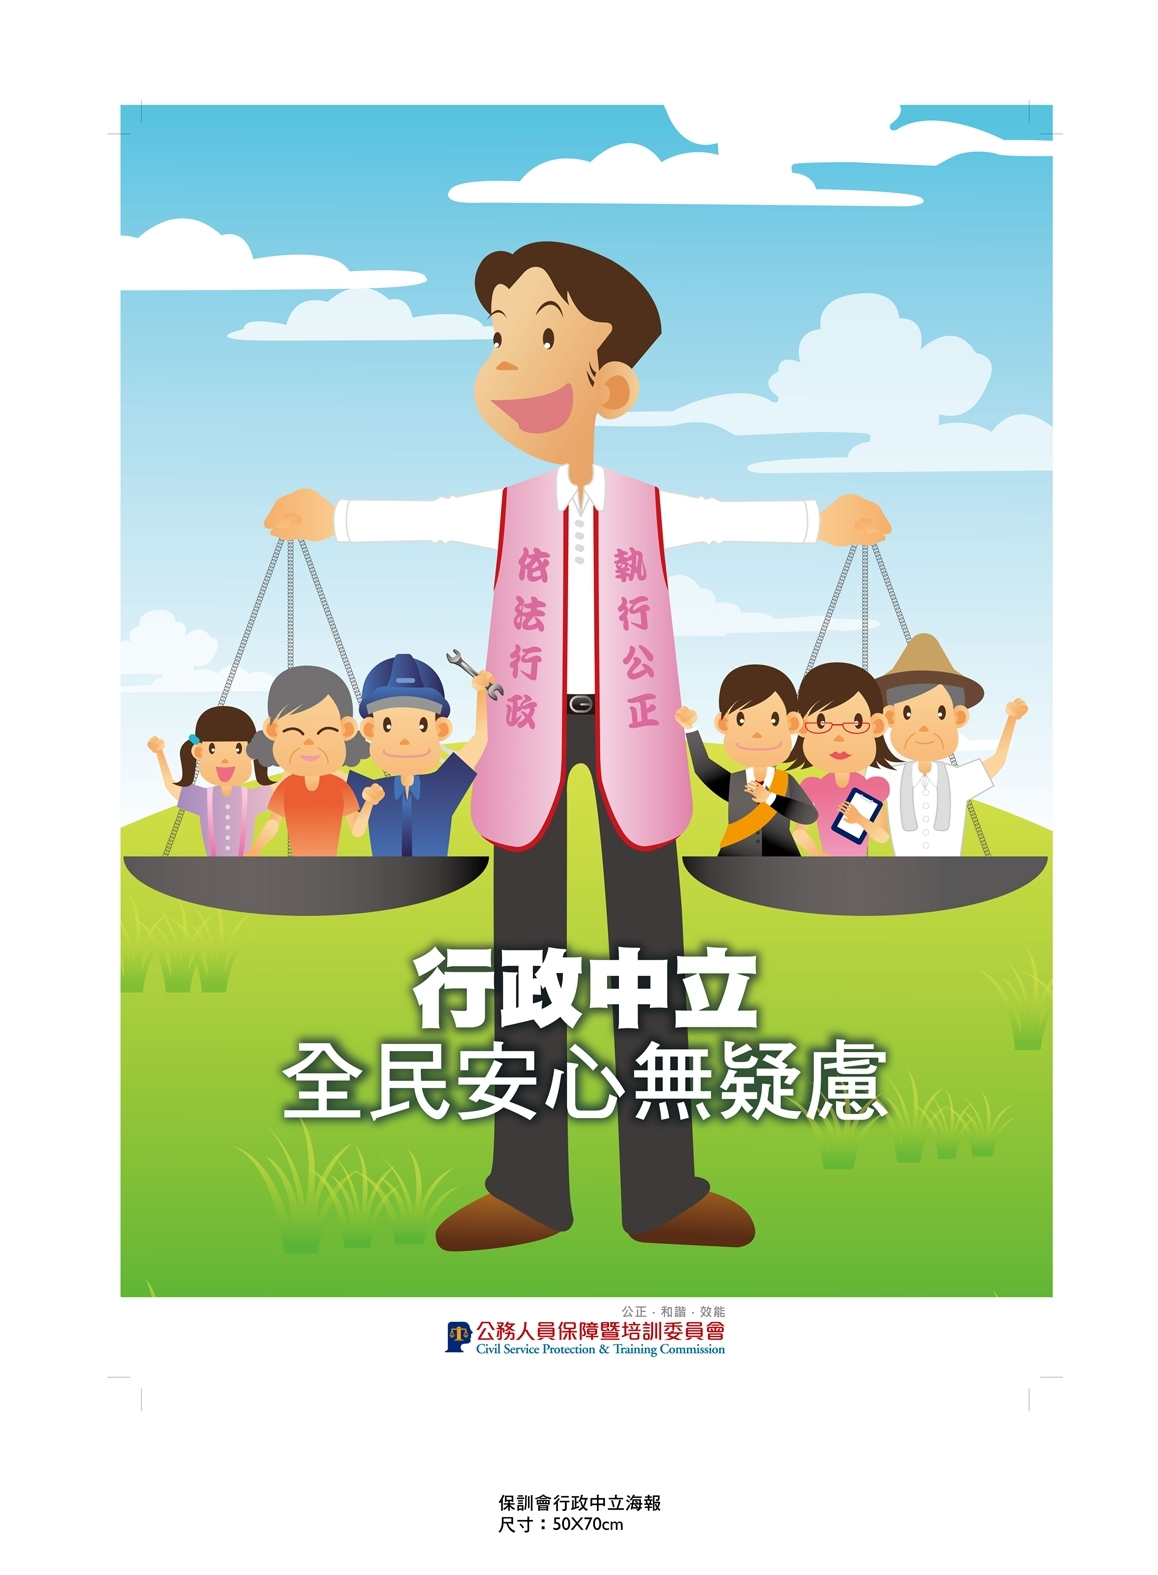 依法行政
執行公正
行政中立
全民安心無疑慮
公正．和諧．效能
公務人員保障暨培訓委員會
Civil Service Protection & Training Commission
保訓會行政中立海報
尺寸：50X70cm